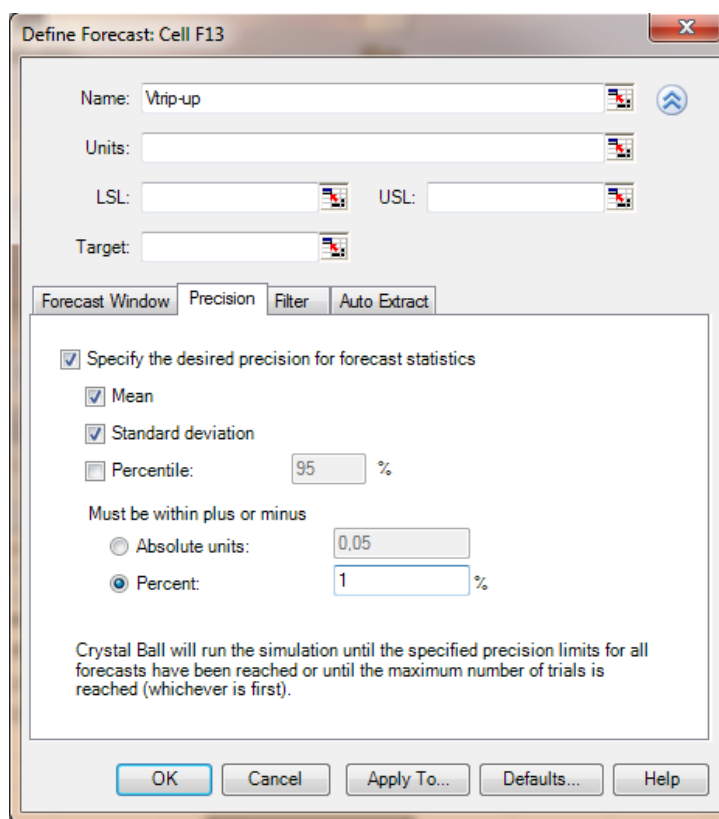 Define Forecast: Cell F13
Name: Vtrip-up
Units:
LSL: USL:
Target:
Forecast Window Precision Filter Auto Extract
Specify the desired precision for forecast statistics
Mean
Standard deviation
Percentile: 95 %
Must be within plus or minus
Absolute units: 0,05
Percent: 1 %
Crystal Ball will run the simulation until the specified precision limits for all
forecasts have been reached or until the maximum number of trials is
reached (whichever is first).
OK Cancel Apply To... Defaults... Help